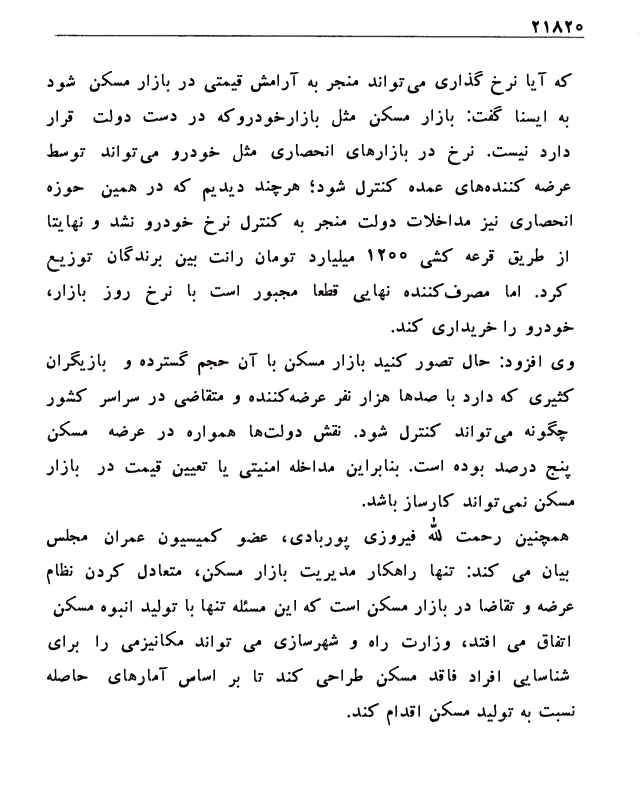 ۲۱۸۲۰
که آیا نرخ گذاری می‌تواند منجر به آرامش قیمتی در بازار مسکن شود
به ایسنا گفت: بازار مسکن مثل بازارخودروکه در دست دولت قرار
دارد نیست. نرخ در بازارهای انحصاری مثل خودرو می‌تواند توسط
عرضه کننده‌های عمده کنترل شود؛ هرچند دیدیم که در همین حوزه
انحصاری نیز مداخلات دولت منجر به کنترل نرخ خودرو نشد و نهایتا
از طریق قرعه کشی ۱۲۰۰ میلیارد تومان رانت بین برندگان توزیع
کرد. اما مصرف‌کننده نهایی قطعا مجبور است با نرخ روز بازار،
خودرو را خریداری کند.
وی افزود: حال تصور کنید بازار مسکن با آن حجم گسترده و بازیگران
کثیری که دارد با صدها هزار نفر عرضه‌کننده و متقاضی در سراسر کشور
چگونه می‌تواند کنترل شود. نقش دولت‌ها همواره در عرضه مسکن
پنج درصد بوده است. بنابراین مداخله امنیتی یا تعیین قیمت در بازار
مسکن نمی‌تواند کارساز باشد.
همچنین رحمت لله فیروزی پوربادی، عضو کمیسیون عمران مجلس
بیان می کند: تنها راهکار مدیریت بازار مسکن، متعادل کردن نظام
عرضه و تقاضا در بازار مسکن است که این مسئله تنها با تولید انبوه مسکن
اتفاق می افتد، وزارت راه و شهرسازی می تواند مکانیزمی را برای
شناسایی افراد فاقد مسکن طراحی کند تا بر اساس آمارهای حاصله
نسبت به تولید مسکن اقدام کند.